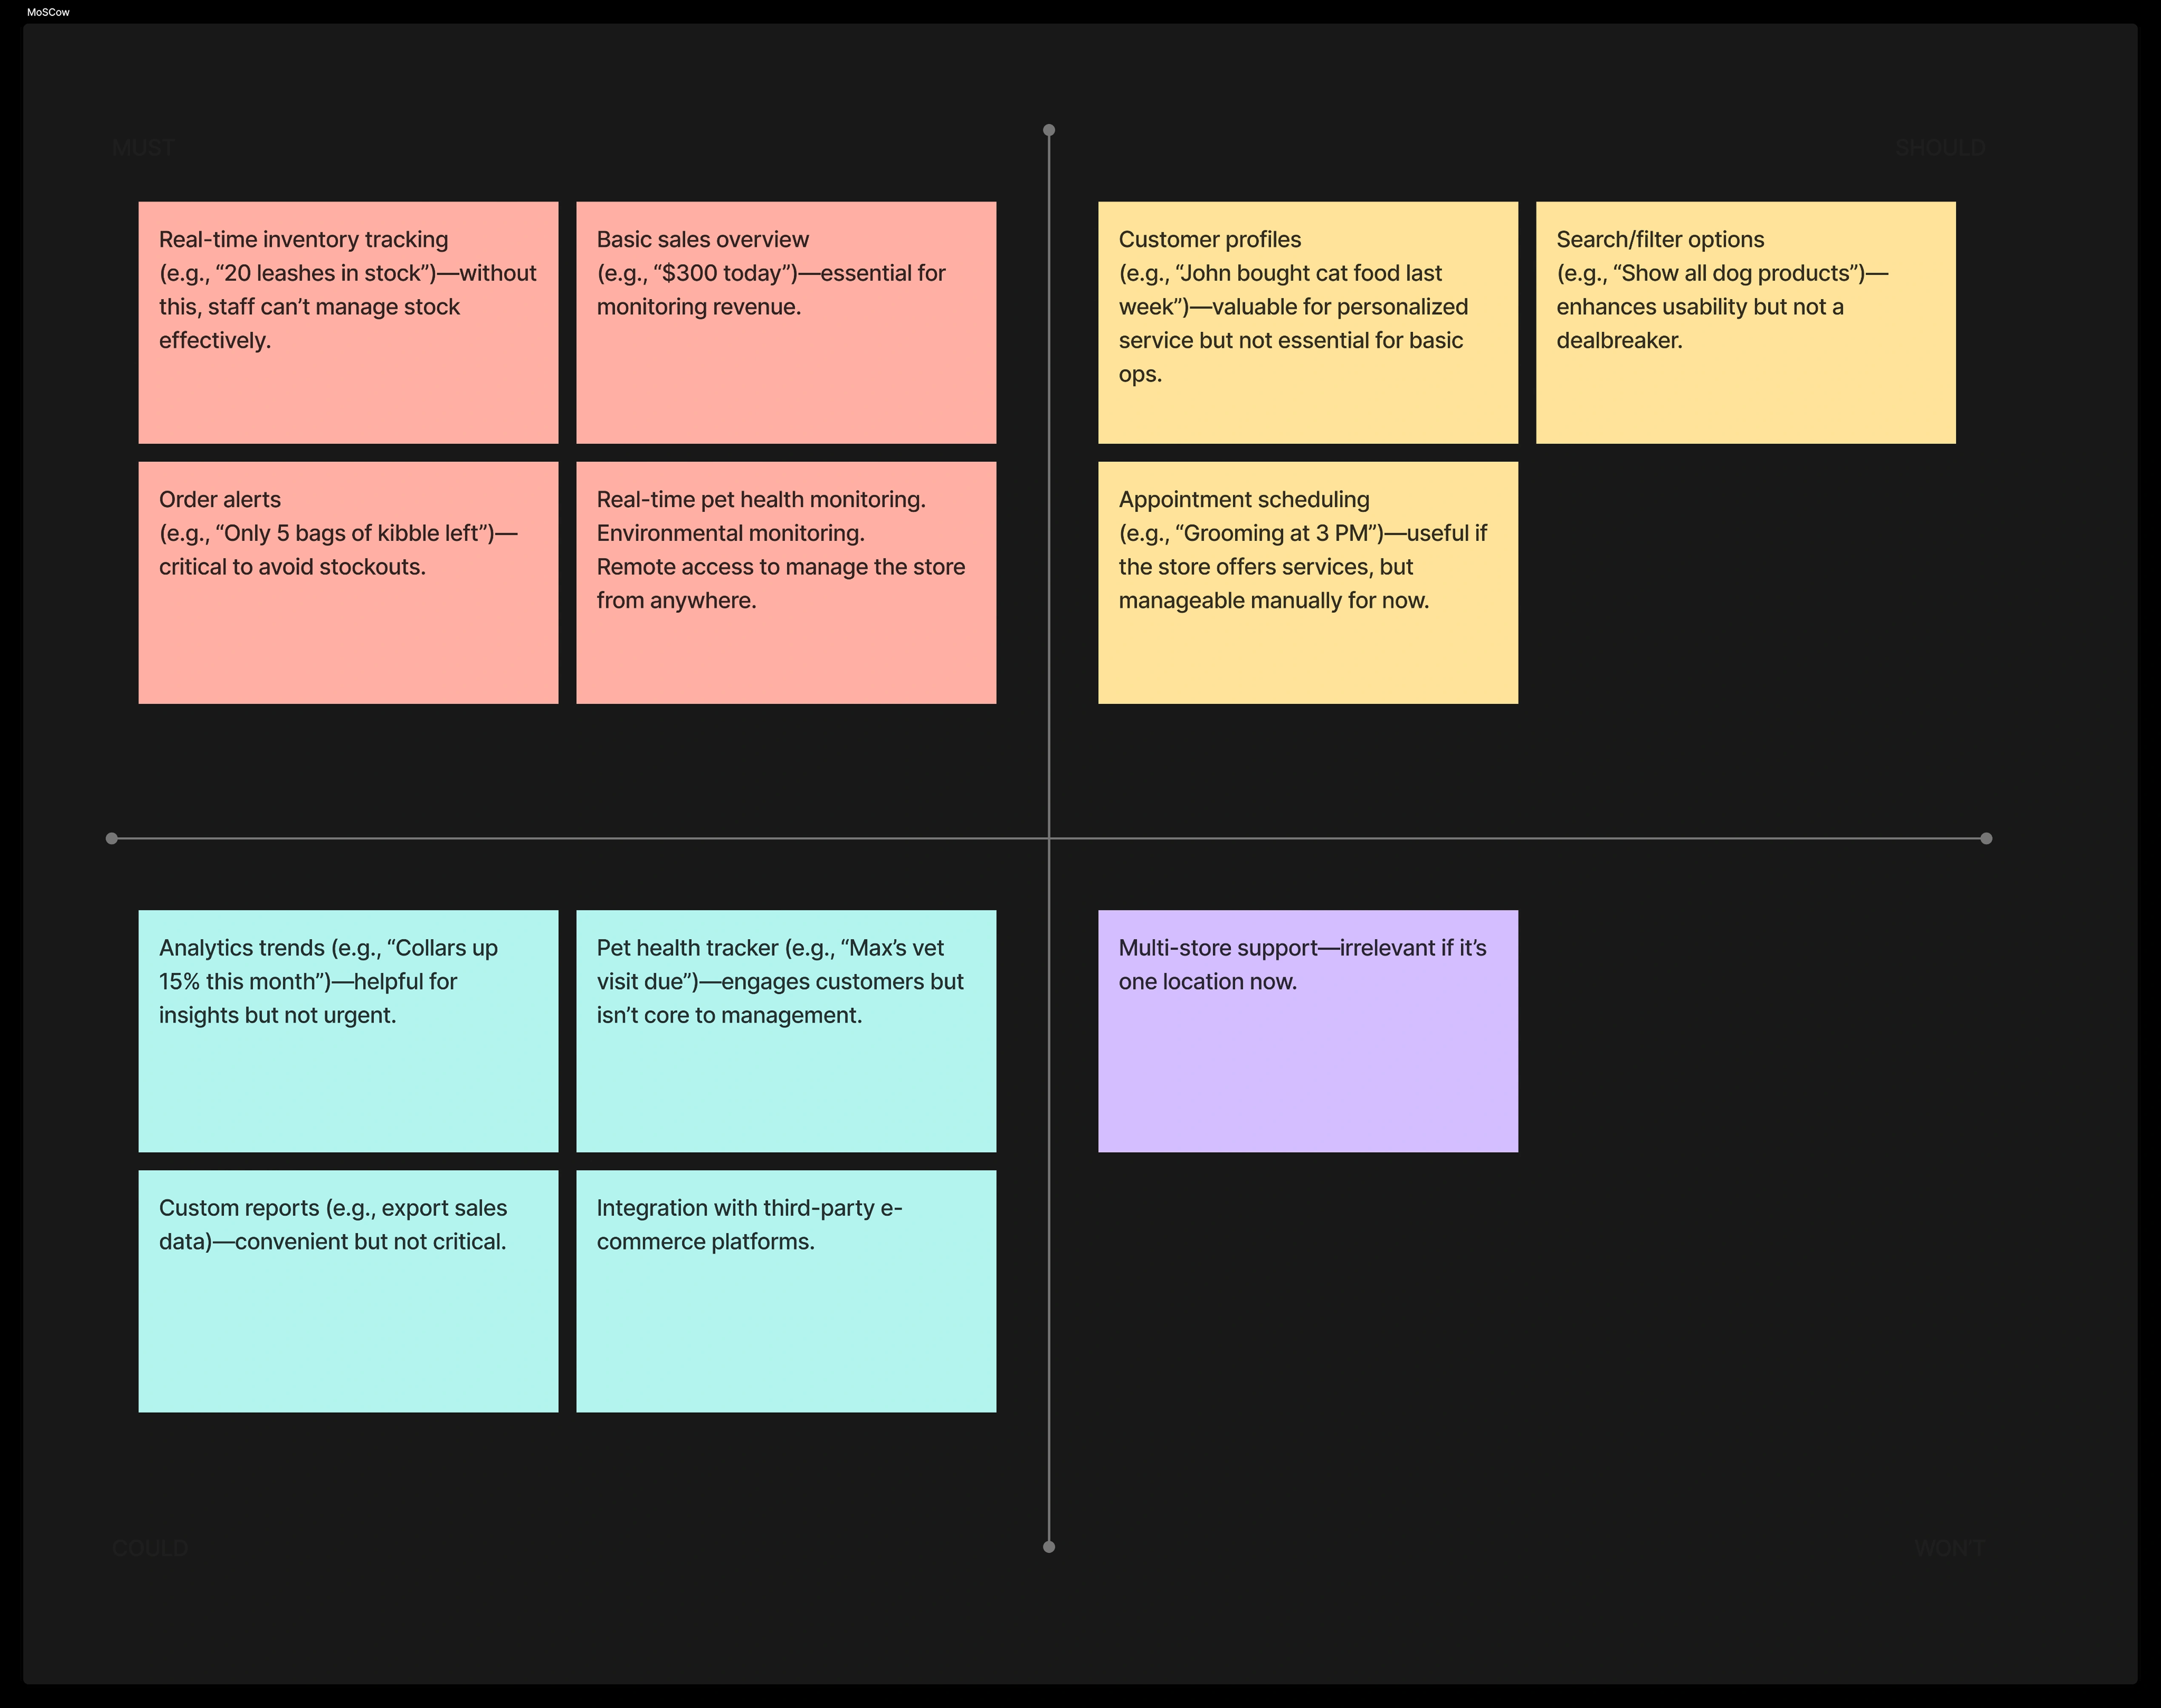 MoSCow
MUST
SHOULD
Real-time inventory tracking
(e.g., “20 leashes in stock”)—without
this, staff can’t manage stock
effectively.
Basic sales overview
(e.g., “$300 today”)—essential for
monitoring revenue.
Customer profiles
(e.g., “John bought cat food last
week”)—valuable for personalized
service but not essential for basic
ops.
Search/filter options
(e.g., “Show all dog products”)—
enhances usability but not a
dealbreaker.
Order alerts
(e.g., “Only 5 bags of kibble left”)—
critical to avoid stockouts.
Real-time pet health monitoring.
Environmental monitoring.
Remote access to manage the store
from anywhere.
Appointment scheduling
(e.g., “Grooming at 3 PM”)—useful if
the store offers services, but
manageable manually for now.
Analytics trends (e.g., “Collars up
15% this month”)—helpful for
insights but not urgent.
Pet health tracker (e.g., “Max’s vet
visit due”)—engages customers but
isn’t core to management.
Multi-store support—irrelevant if it’s
one location now.
Custom reports (e.g., export sales
data)—convenient but not critical.
Integration with third-party e-
commerce platforms.
COULD
WON’T